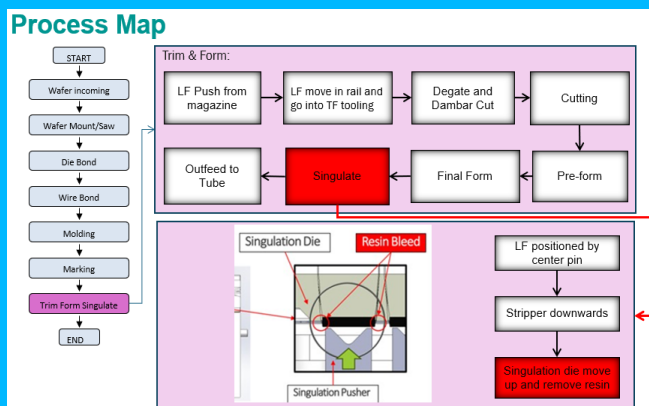 Process Map
START
Wafer incoming
Wafer Mount/Saw
Die Bond
Wire Bond
Molding
Marking
Trim Form Singulate
END
Trim & Form:
LF Push from
magazine
LF move in rail and
go into TF tooling
Degate and
Dambar Cut
Cutting
Pre-form
Final Form
Singulate
Outfeed to
Tube
Singulation Die
Resin Bleed
Singulation Pusher
LF positioned by
center pin
Stripper downwards
Singulation die move
up and remove resin